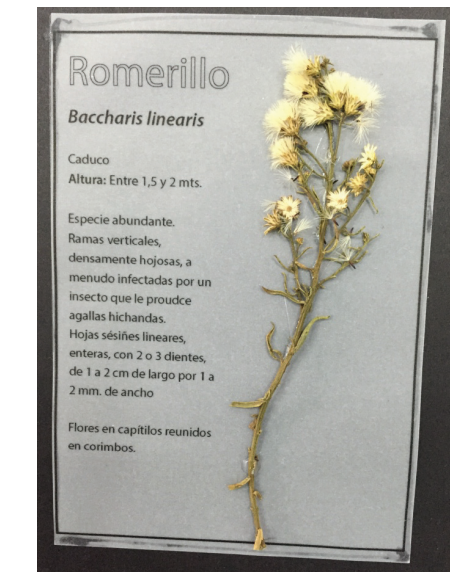 Romerillo
Baccharis linearis
Caduco
Altura: Entre 1,5 y 2 mts.
Especie abundante.
Ramas verticales,
densamente hojosas, a
menudo infectadas por un
insecto que le proudce
agallas hichandas.
Hojas sésiñes lineares,
enteras, con 2 o 3 dientes,
de 1 a 2 cm de largo por 1 a
2 mm. de ancho
Flores en capítilos reunidos
en corimbos.